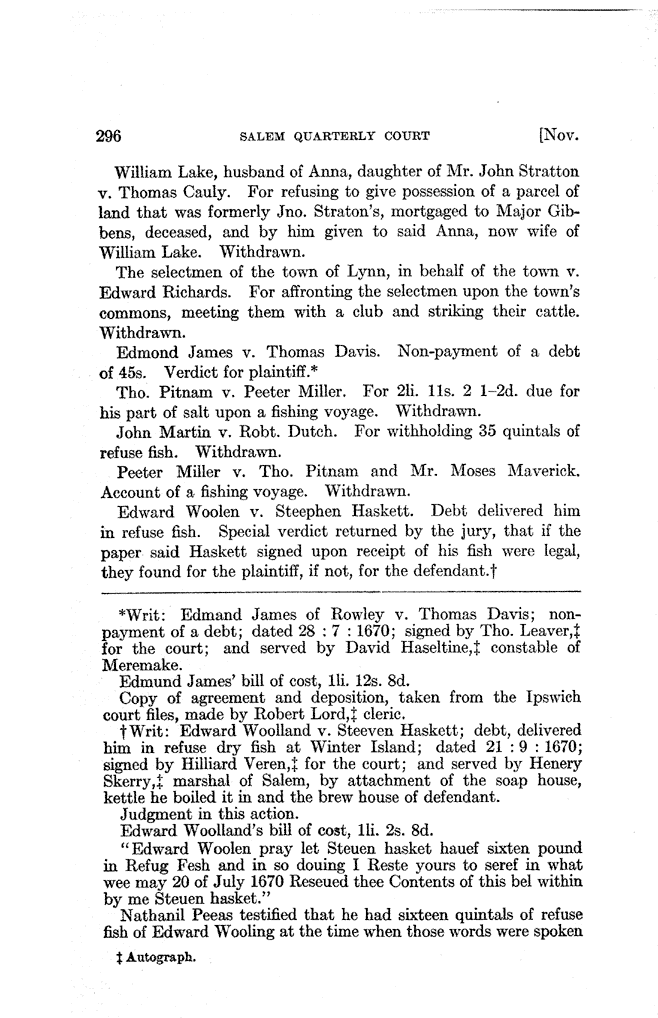 296 SALEM QUARTERLY COURT [Nov.
William Lake, husband of Anna, daughter of Mr. John Stratton
v. Thomas Cauly. For refusing to give possession of a parcel of
land that was formerly Jno. Straton's, mortgaged to Major Gib-
bens, deceased, and by him given to said Anna, now wife of
William Lake. Withdrawn.
The selectmen of the town of Lynn, in behalf of the town v.
Edward Richards. For affronting the selectmen upon the town's
commons, meeting them with a club and striking their cattle.
Withdrawn.
Edmond James v. Thomas Davis. Non-payment of a debt
of 45s. Verdict for plaintiff.*
Tho. Pitnam v. Peeter Miller. For 2li. 11s. 2 1-2d. due for
his part of salt upon a fishing voyage. Withdrawn.
John Martin v. Robt. Dutch. For withholding 35 quintals of
refuse fish. Withdrawn.
Peeter Miller v. Tho. Pitnam and Mr. Moses Maverick.
Account of a fishing voyage. Withdrawn.
Edward Woolen v. Steephen Haskett. Debt delivered him
in refuse fish. Special verdict returned by the jury, that if the
paper said Haskett signed upon receipt of his fish were legal,
they found for the plaintiff, if not, for the defendant.†
*Writ: Edmand James of Rowley v. Thomas Davis; non-
payment of a debt; dated 28 : 7 : 1670; signed by Tho. Leaver,‡
for the court; and served by David Haseltine,‡ constable of
Meremake.
Edmund James' bill of cost, 1li. 12s. 8d.
Copy of agreement and deposition, taken from the Ipswich
court files, made by Robert Lord,‡ cleric.
†Writ: Edward Woolland v. Steeven Haskett; debt, delivered
him in refuse dry fish at Winter Island; dated 21 : 9 : 1670;
signed by Hilliard Veren,‡ for the court; and served by Henery
Skerry,‡ marshal of Salem, by attachment of the soap house,
kettle he boiled it in and the brew house of defendant.
Judgment in this action.
Edward Woolland's bill of cost, 1li. 2s. 8d.
"Edward Woolen pray let Steuen hasket hauef sixten pound
in Refug Fesh and in so douing I Reste yours to seref in what
wee may 20 of July 1670 Reseued thee Contents of this bel within
by me Steuen hasket."
Nathanil Peeas testified that he had sixteen quintals of refuse
fish of Edward Wooling at the time when those words were spoken
‡ Autograph.